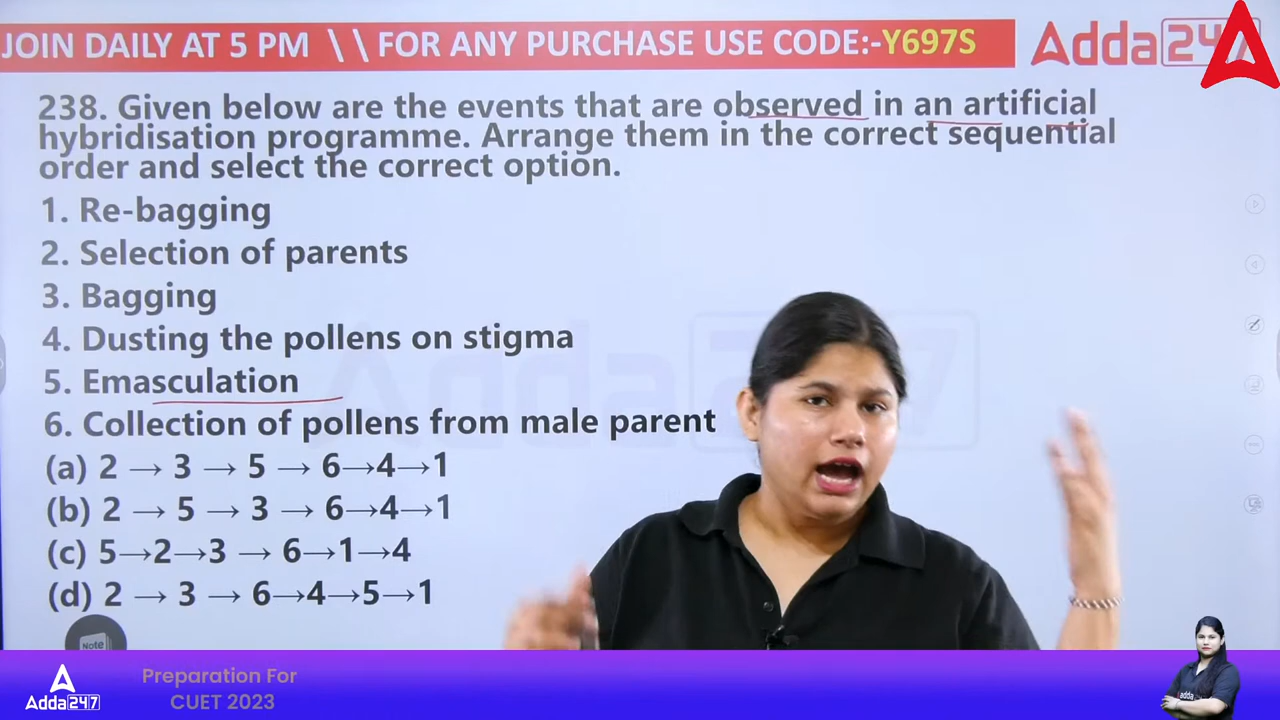 JOIN DAILY AT 5 PM \\ FOR ANY PURCHASE USE CODE:-Y697S
Adda247
238. Given below are the events that are observed in an artificial
hybridisation programme. Arrange them in the correct sequential
order and select the correct option.
1. Re-bagging
2. Selection of parents
3. Bagging
4. Dusting the pollens on stigma
5. Emasculation
6. Collection of pollens from male parent
(a) 2 → 3 → 5 → 6→4→1
(b) 2 → 5 → 3 → 6→4→1
(c) 5→2→3 → 6→1→4
(d) 2 → 3 → 6→4→5→1
Note
Adda247
Preparation For
CUET 2023
adda